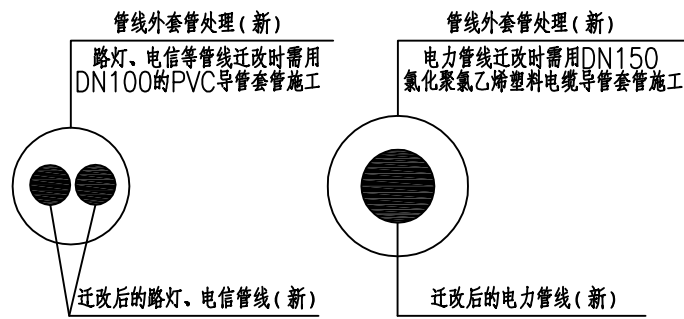 管线外套管处理(新)
路灯、电信等管线迁改时需用
DN100的PVC导管套管施工
迁改后的路灯、电信管线(新)
管线外套管处理(新)
电力管线迁改时需用DN150
氯化聚氯乙烯塑料电缆导管套管施工
迁改后的电力管线(新)